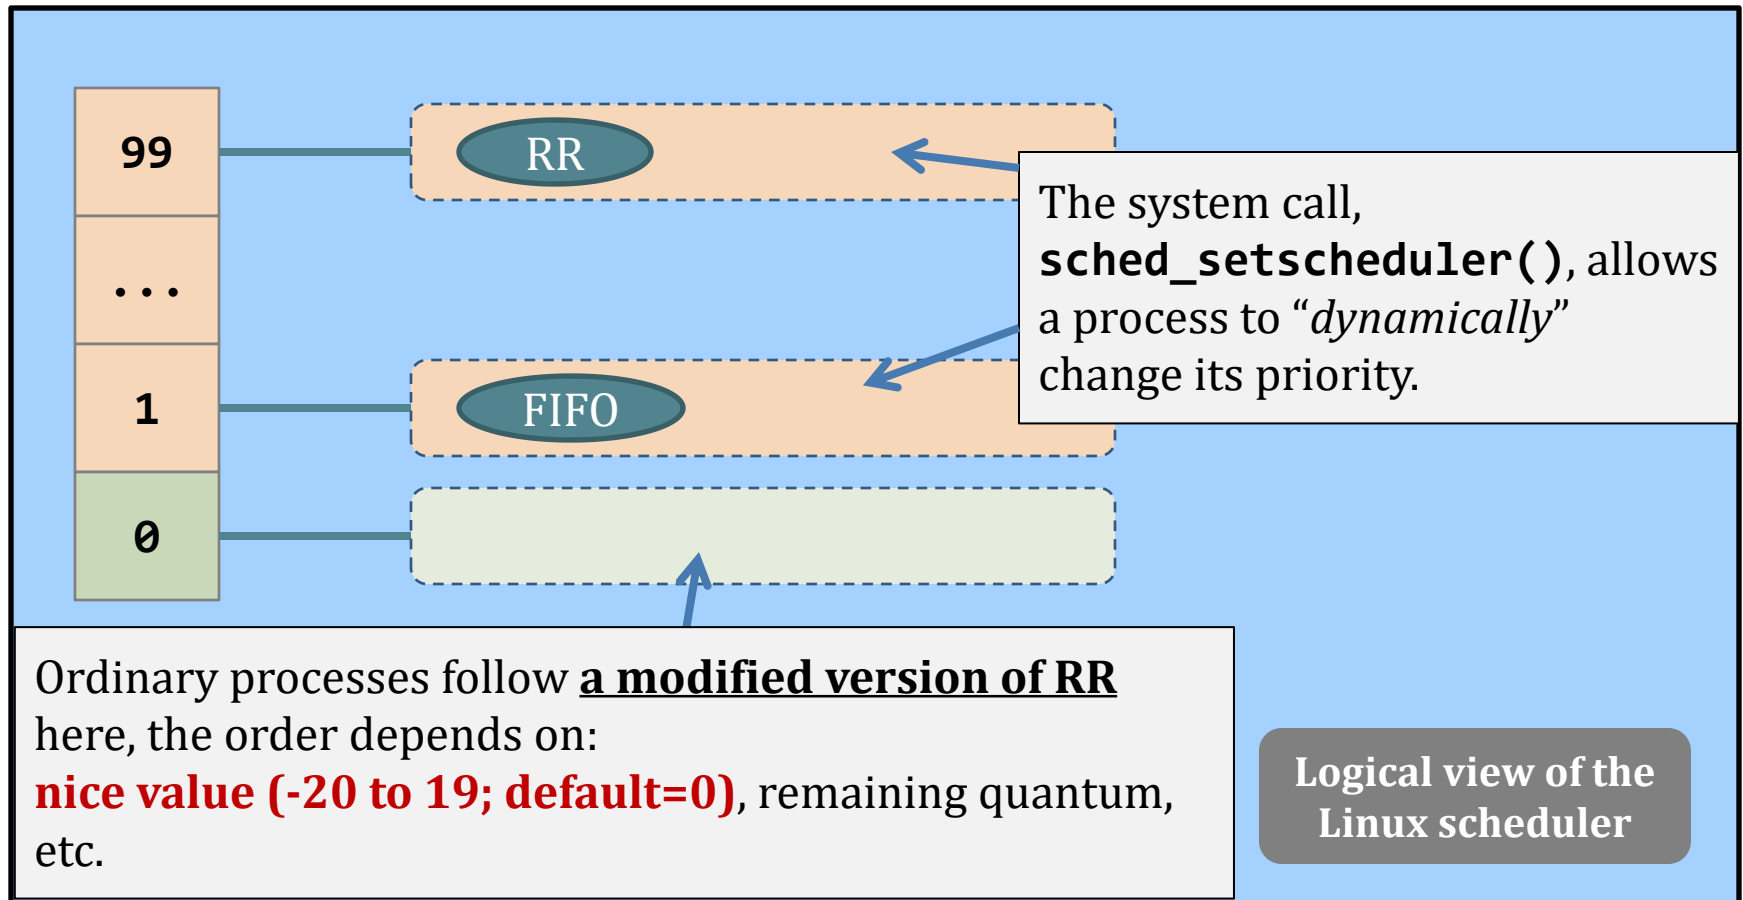 99
RR
The system call,
sched_setscheduler(), allows
a process to “dynamically”
change its priority.
...
1
FIFO
0
Ordinary processes follow a modified version of RR
here, the order depends on:
nice value (-20 to 19; default=0), remaining quantum,
etc.
Logical view of the
Linux scheduler